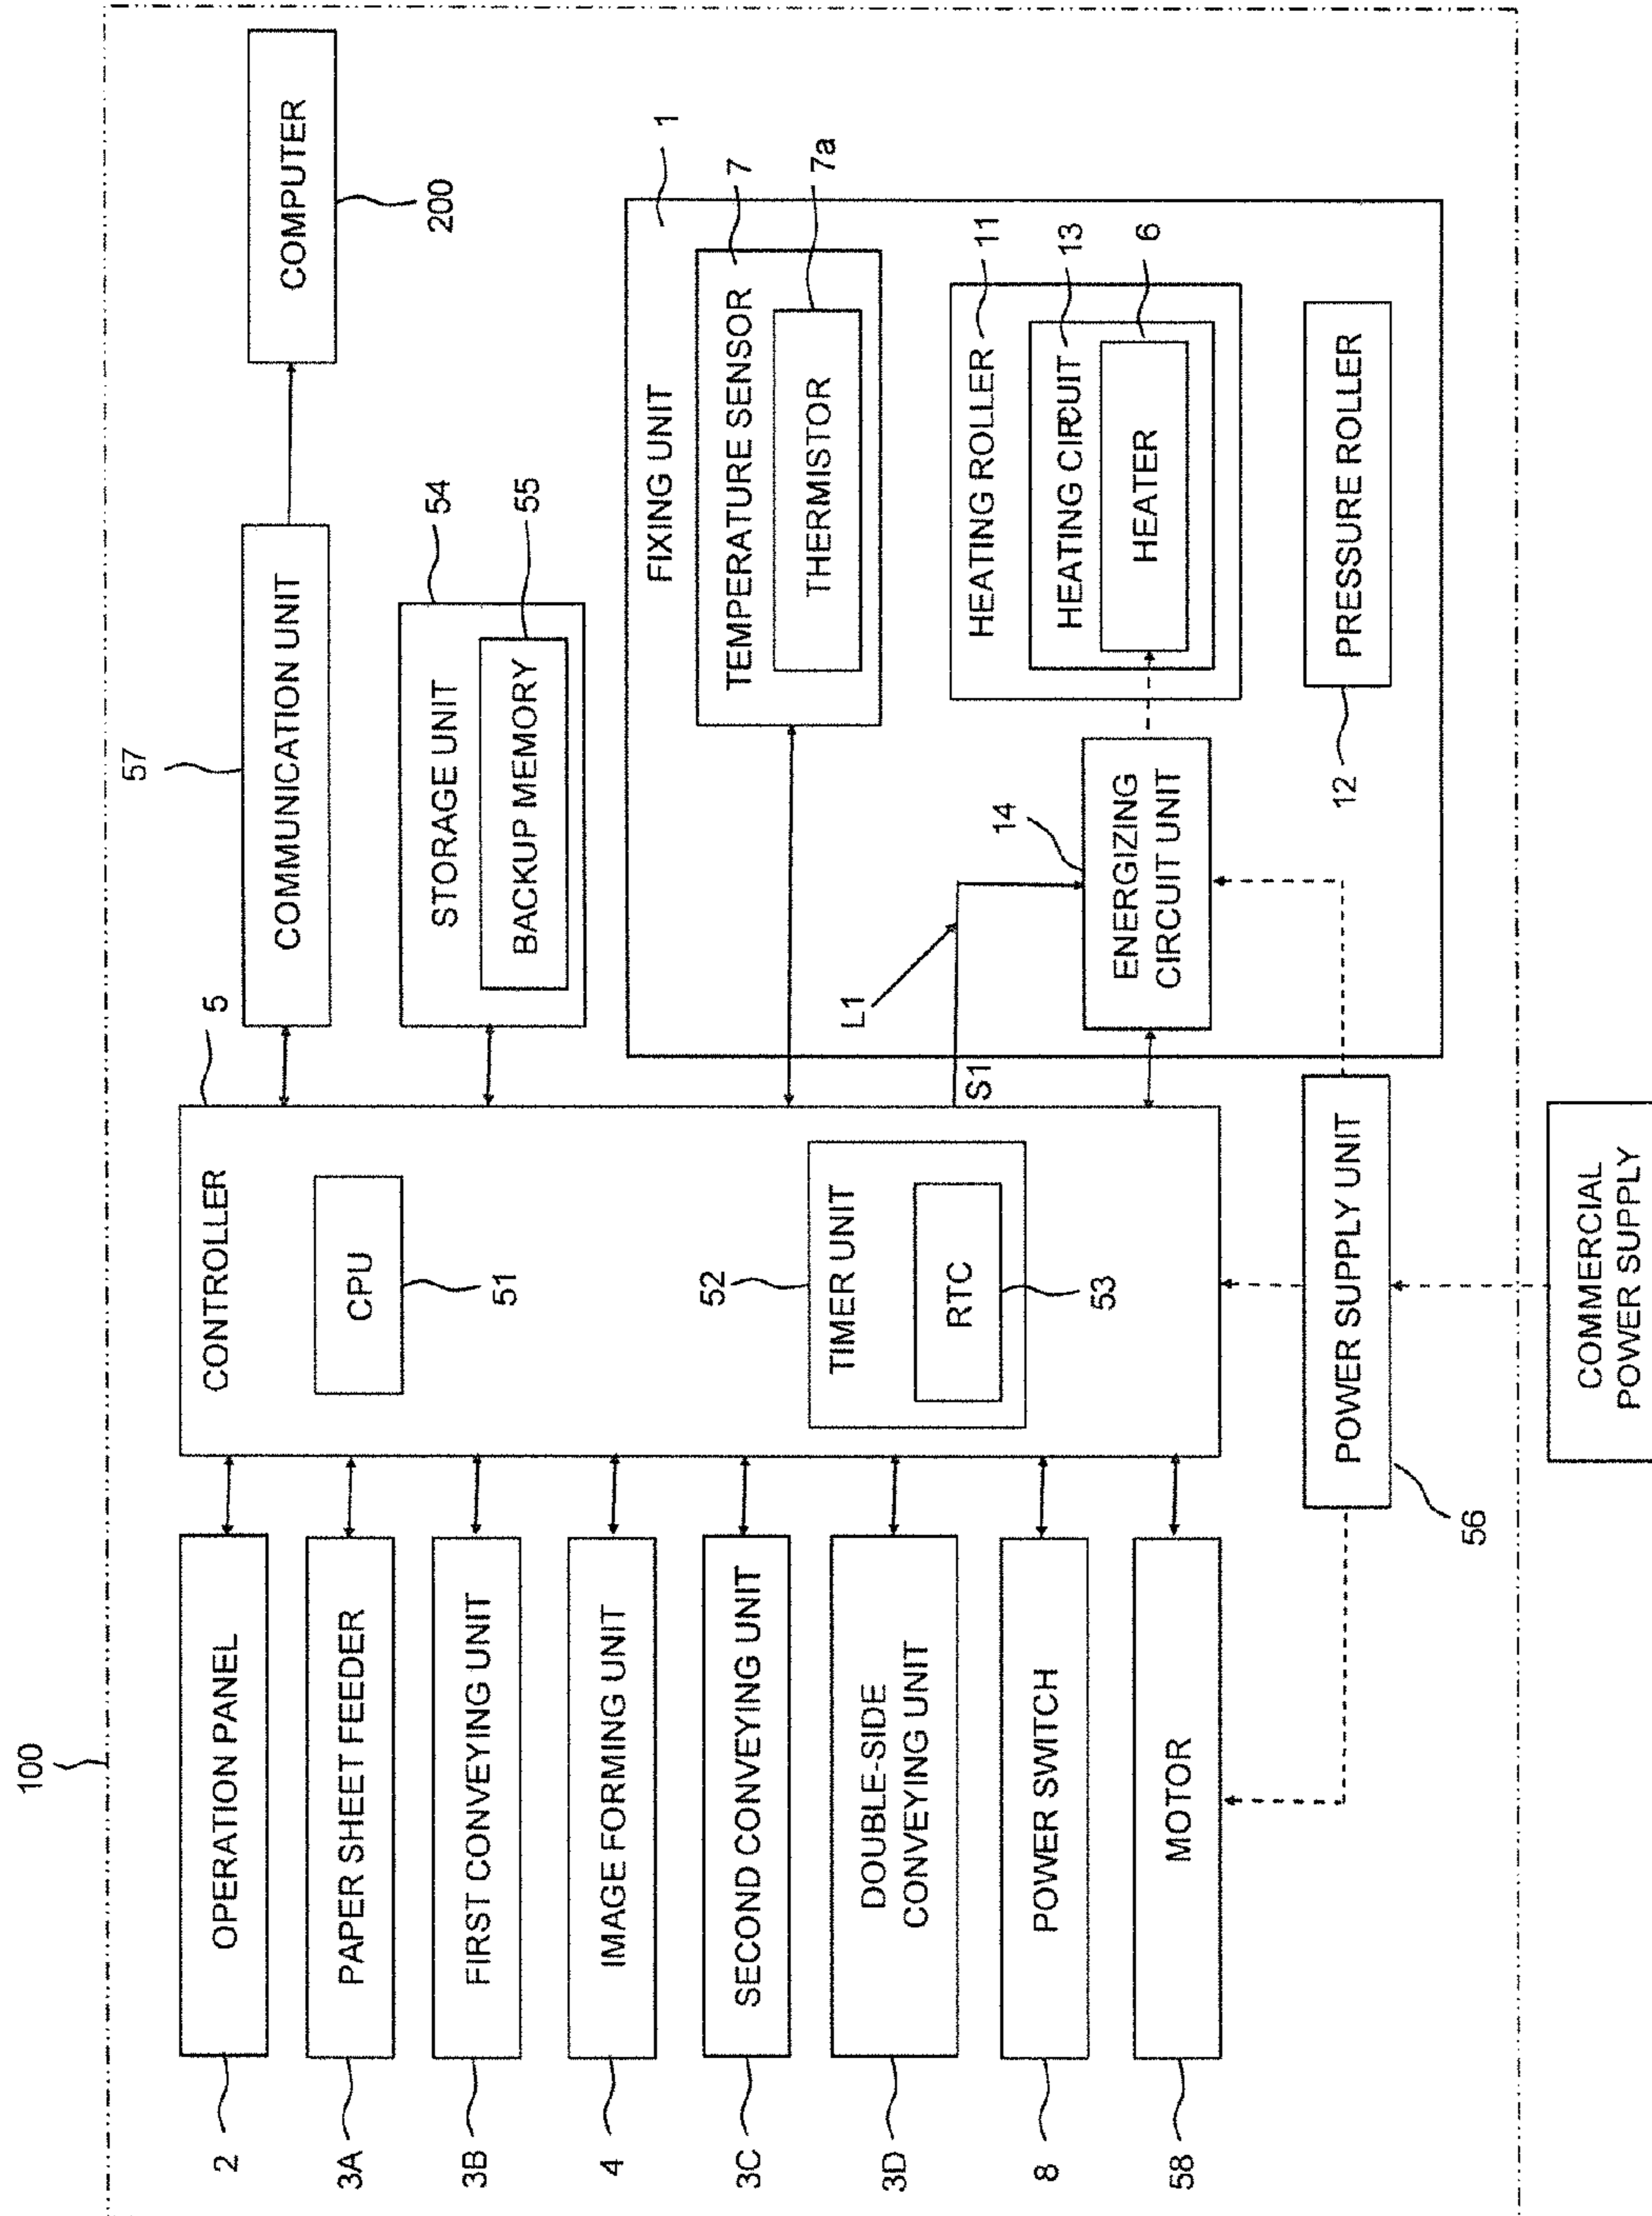 100
2
OPERATION PANEL
3A
PAPER SHEET FEEDER
3B
FIRST CONVEYING UNIT
4
IMAGE FORMING UNIT
3C
SECOND CONVEYING UNIT
3D
DOUBLE-SIDE
CONVEYING UNIT
8
POWER SWITCH
58
MOTOR
5
CONTROLLER
CPU
51
52
TIMER UNIT
RTC
53
POWER SUPPLY UNIT
56
COMMERCIAL
POWER SUPPLY
57
COMMUNICATION UNIT
COMPUTER
200
54
STORAGE UNIT
55
BACKUP MEMORY
1
FIXING UNIT
7
TEMPERATURE SENSOR
7a
THERMISTOR
L1
S1
14
ENERGIZING
CIRCUIT UNIT
HEATING ROLLER
11
HEATING CIRCUIT
13
HEATER
6
12
PRESSURE ROLLER